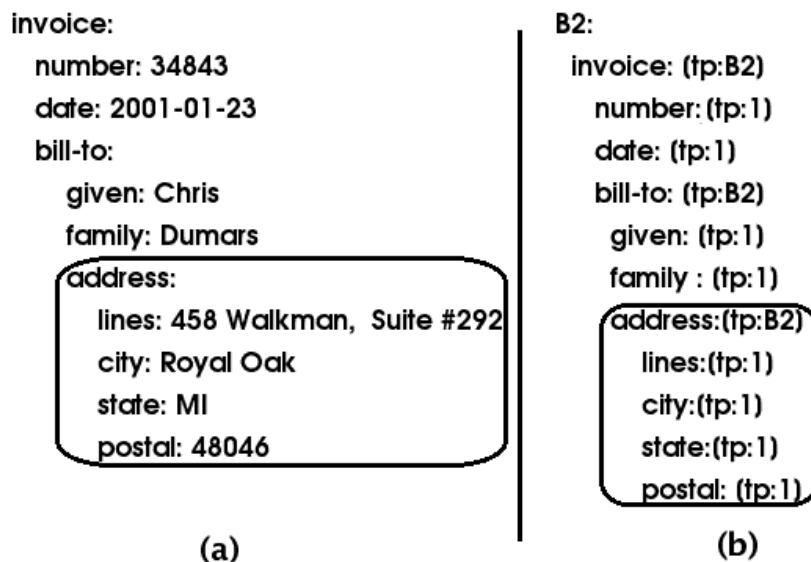 invoice:
number: 34843
date: 2001-01-23
bill-to:
given: Chris
family: Dumars
address:
lines: 458 Walkman, Suite #292
city: Royal Oak
state: MI
postal: 48046
(a)
B2:
invoice: (tp:B2)
number:(tp:1)
date: (tp:1)
bill-to: (tp:B2)
given: (tp:1)
family : (tp:1)
address:(tp:B2)
lines:(tp:1)
city:(tp:1)
state:(tp:1)
postal: (tp:1)
(b)